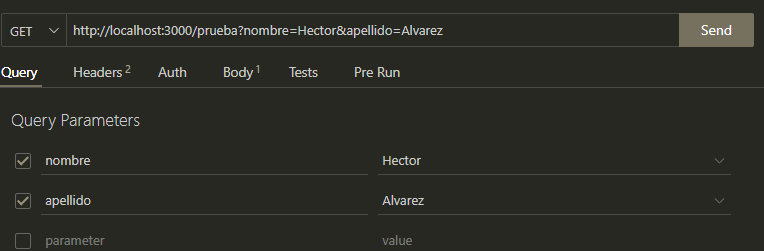 GET http://localhost:3000/prueba?nombre=Hector&apellido=Alvarez Send
Query Headers 2 Auth Body 1 Tests Pre Run
Query Parameters
nombre Hector
apellido Alvarez
parameter value